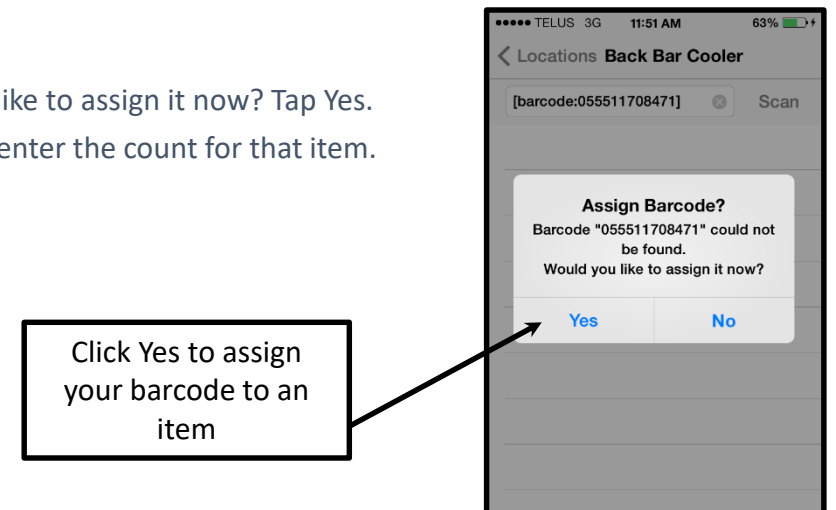 ike to assign it now? Tap Yes.
enter the count for that item.
Click Yes to assign
your barcode to an
item
TELUS 3G 11:51 AM 63%
Locations Back Bar Cooler
[barcode:055511708471] Scan
Assign Barcode?
Barcode "055511708471" could not
be found.
Would you like to assign it now?
Yes No